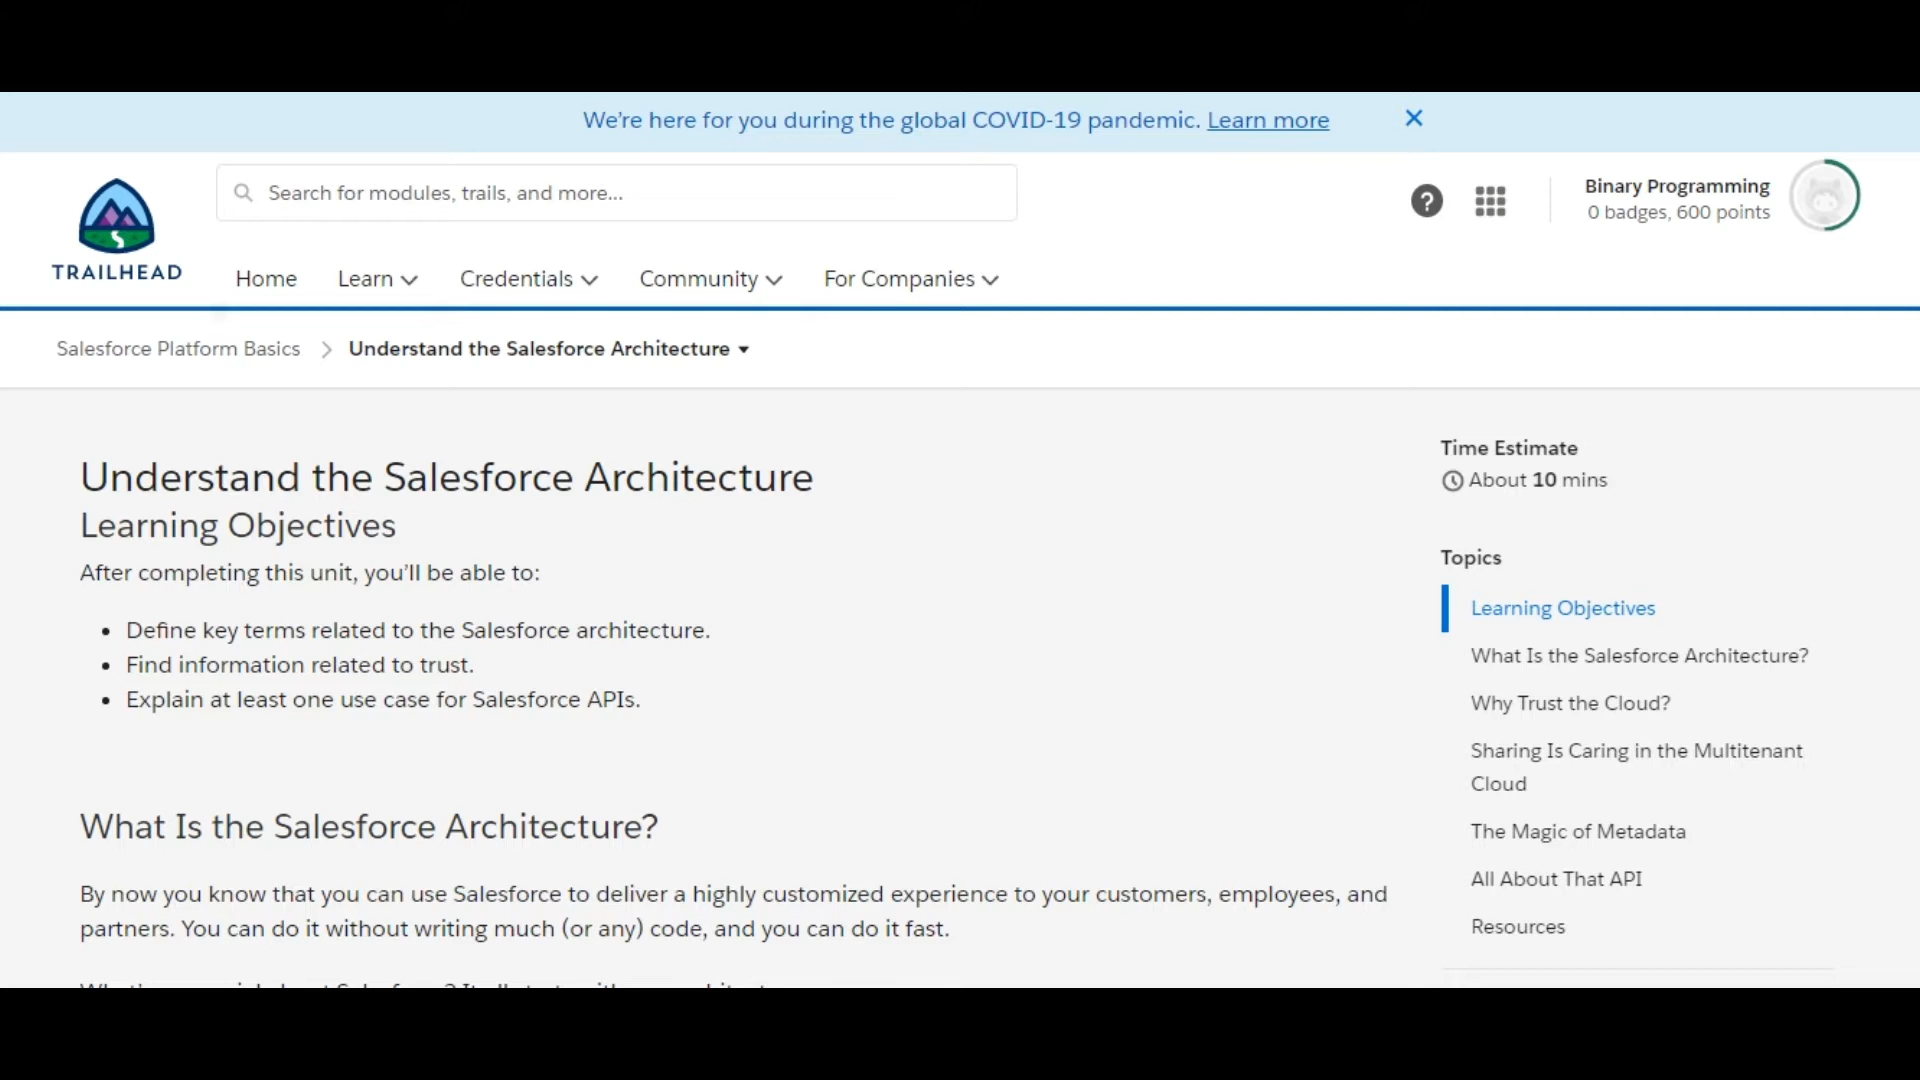 We’re here for you during the global COVID-19 pandemic. Learn more
Search for modules, trails, and more...
Binary Programming
0 badges, 600 points
TRAILHEAD
Home
Learn
Credentials
Community
For Companies
Salesforce Platform Basics
Understand the Salesforce Architecture
Understand the Salesforce Architecture
Learning Objectives
After completing this unit, you’ll be able to:
Define key terms related to the Salesforce architecture.
Find information related to trust.
Explain at least one use case for Salesforce APIs.
What Is the Salesforce Architecture?
By now you know that you can use Salesforce to deliver a highly customized experience to your customers, employees, and
partners. You can do it without writing much (or any) code, and you can do it fast.
Time Estimate
About 10 mins
Topics
Learning Objectives
What Is the Salesforce Architecture?
Why Trust the Cloud?
Sharing Is Caring in the Multitenant
Cloud
The Magic of Metadata
All About That API
Resources